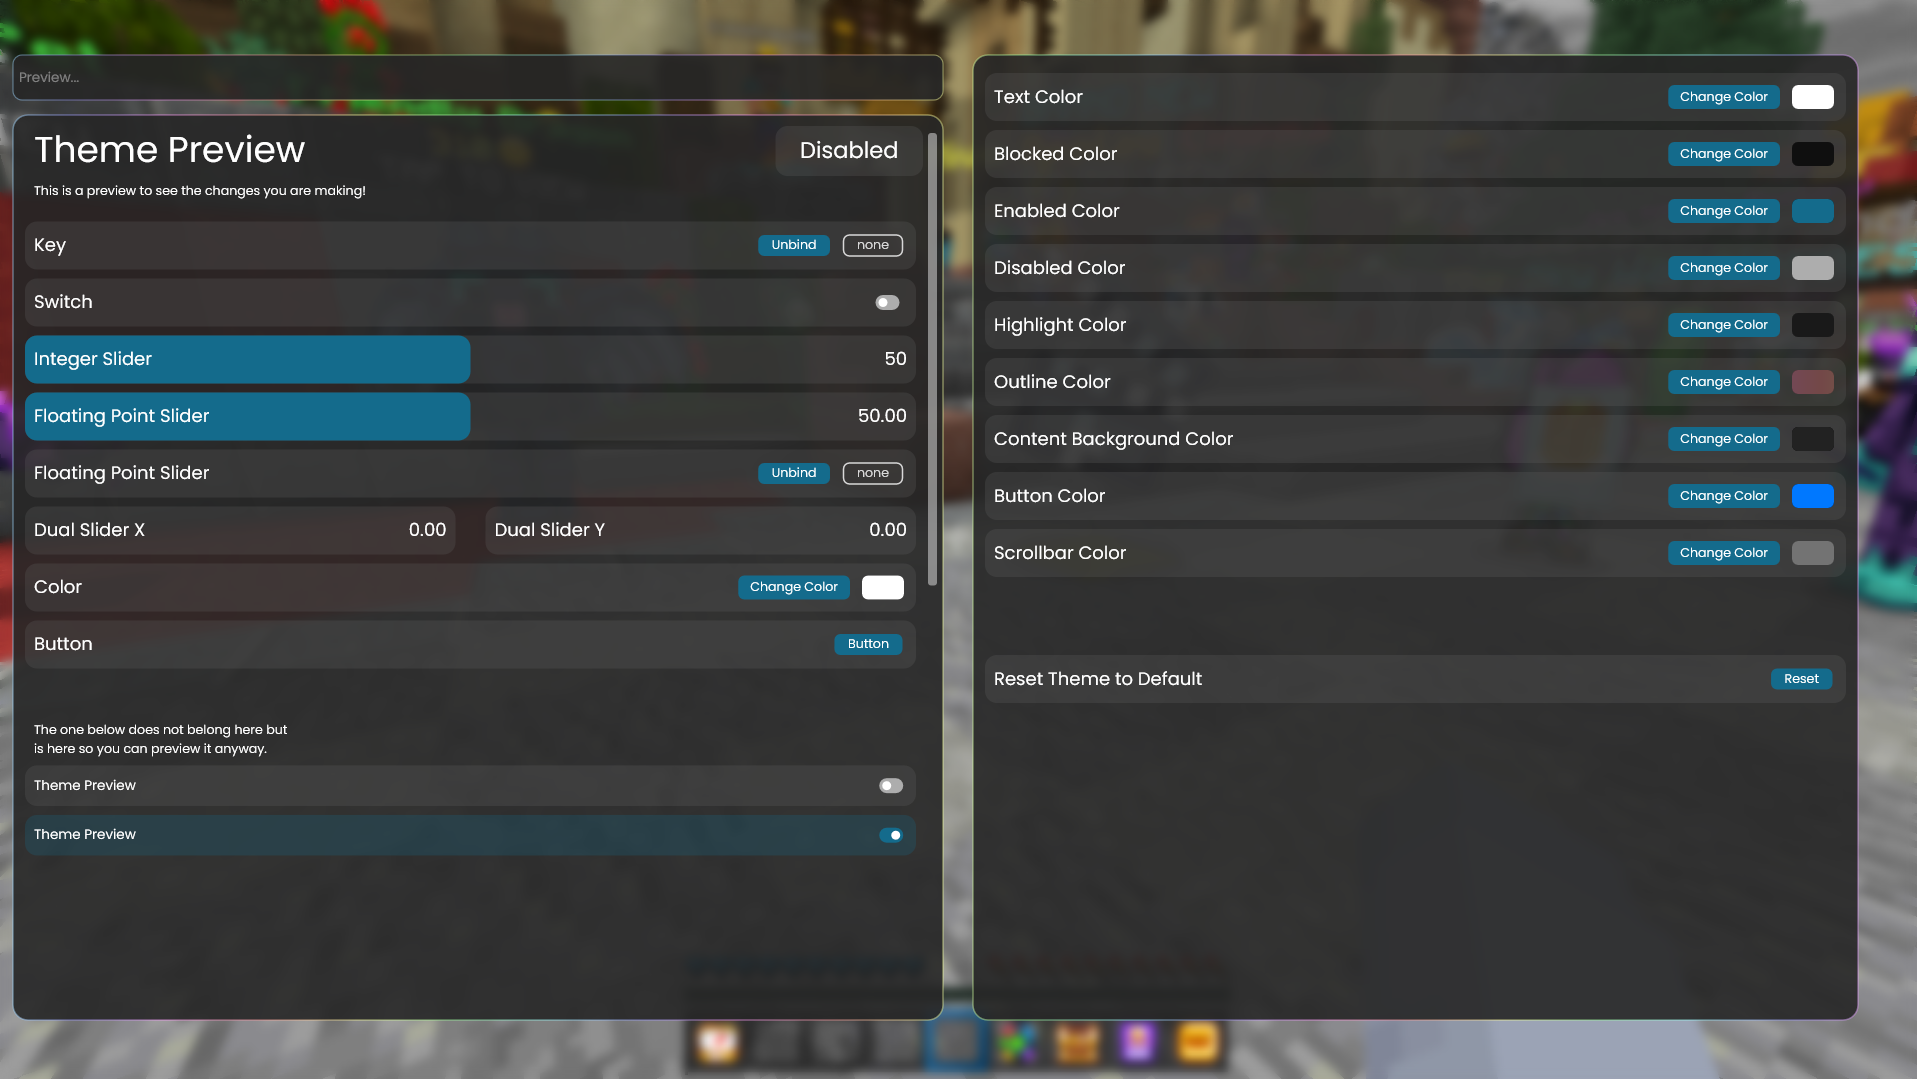 Preview...
Theme Preview
Disabled
This is a preview to see the changes you are making!
Key
Unbind
none
Switch
Integer Slider
50
Floating Point Slider
50.00
Floating Point Slider
Unbind
none
Dual Slider X
0.00
Dual Slider Y
0.00
Color
Change Color
Button
Button
The one below does not belong here but
is here so you can preview it anyway.
Theme Preview
Theme Preview
Text Color
Change Color
Blocked Color
Change Color
Enabled Color
Change Color
Disabled Color
Change Color
Highlight Color
Change Color
Outline Color
Change Color
Content Background Color
Change Color
Button Color
Change Color
Scrollbar Color
Change Color
Reset Theme to Default
Reset